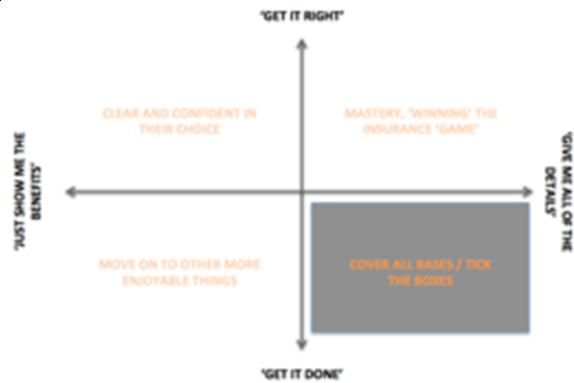 'GET IT RIGHT'
CLEAR AND CONFIDENT IN
THEIR CHOICE
MASTERY, 'WINNING' THE
INSURANCE 'GAME'
'JUST SHOW ME THE
BENEFITS'
'GIVE ME ALL OF THE
DETAILS'
MOVE ON TO OTHER MORE
ENJOYABLE THINGS
COVER ALL BASES / TICK
THE BOXES
'GET IT DONE'